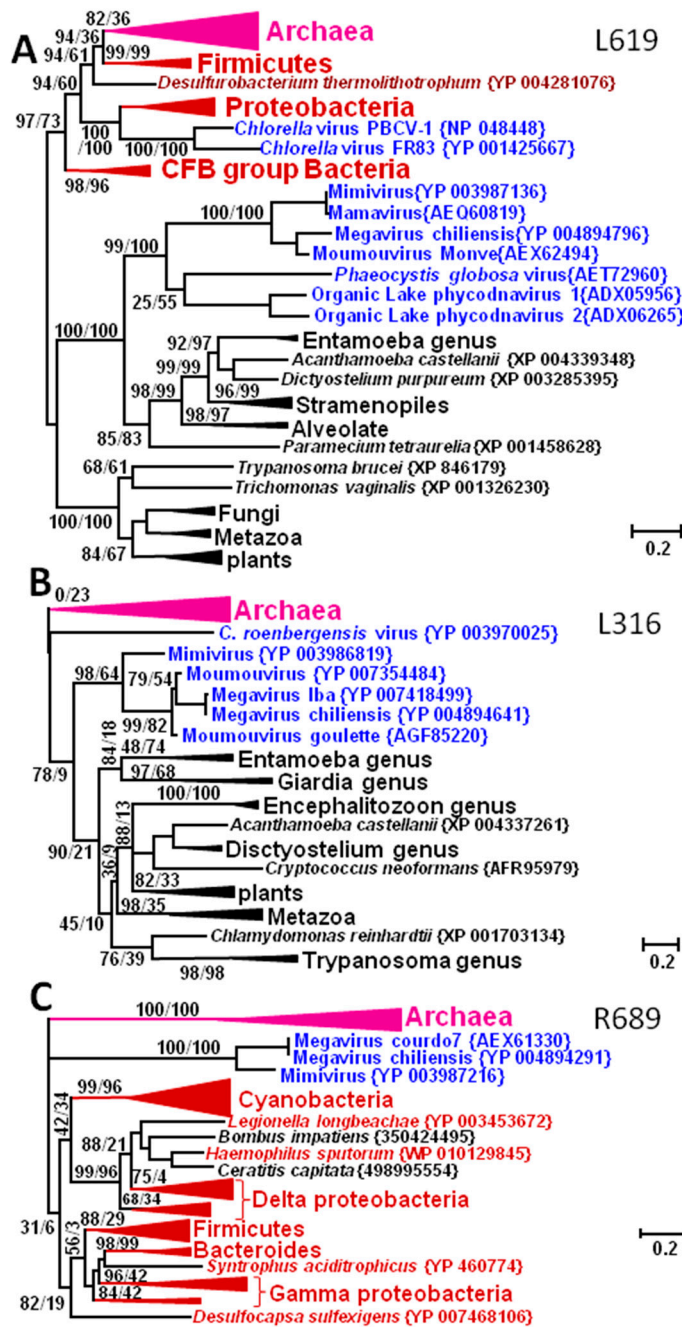 A
L619
82/36
Archaea
94/36
94/61
99/99
Firmicutes
94/60
Desulfurobacterium thermolithotrophum {YP 004281076}
97/73
Proteobacteria
100/100
Chlorella virus PBCV-1 {NP 048448}
100/100
Chlorella virus FR83 {YP 001425667}
CFB group Bacteria
98/96
Mimivirus{YP 003987136}
100/100
Mamavirus{AEQ60819}
Megavirus chiliensis{YP 004894796}
99/100
Moumouvirus Monve{AEX62494}
Phaeocystis globosa virus{AET72960}
25/55
Organic Lake phycodnavirus 1{ADX05956}
Organic Lake phycodnavirus 2{ADX06265}
100/100
92/97
Entamoeba genus
Acanthamoeba castellanii {XP 004339348}
99/99
Dictyostelium purpureum {XP 003285395}
98/99
96/99
Stramenopiles
98/97
Alveolate
85/83
Paramecium tetraurelia {XP 001458628}
68/61
Trypanosoma brucei {XP 846179}
Trichomonas vaginalis {XP 001326230}
100/100
Fungi
Metazoa
84/67
plants
0.2
B
L316
0/23
Archaea
C. roenbergensis virus {YP 003970025}
Mimivirus {YP 003986819}
98/64
79/54
Moumouvirus {YP 007354484}
Megavirus Iba {YP 007418499}
Megavirus chiliensis {YP 004894641}
99/82
Moumouvirus goulette {AGF85220}
84/18
48/74
Entamoeba genus
78/9
97/68
Giardia genus
100/100
Encephalitozoon genus
88/13
Acanthamoeba castellanii {XP 004337261}
90/21
36/9
Disctyostelium genus
Cryptococcus neoformans {AFR95979}
82/33
plants
98/35
Metazoa
45/10
Chlamydomonas reinhardtii {XP 001703134}
76/39
98/98
Trypanosoma genus
0.2
C
R689
100/100
Archaea
Megavirus courdo7 {AEX61330}
100/100
Megavirus chiliensis {YP 004894291}
Mimivirus {YP 003987216}
99/96
Cyanobacteria
42/34
Legionella longbeachae {YP 003453672}
88/21
Bombus impatiens {350424495}
Haemophilus sputorum {WP 010129845}
99/96
75/4
Ceratitis capitata {498995554}
68/34
Delta proteobacteria
31/6
88/29
Firmicutes
56/3
98/99
Bacteroides
Syntrophus aciditrophicus {YP 460774}
96/42
Gamma proteobacteria
82/19
84/42
Desulfocapsa sulfexigens {YP 007468106}
0.2